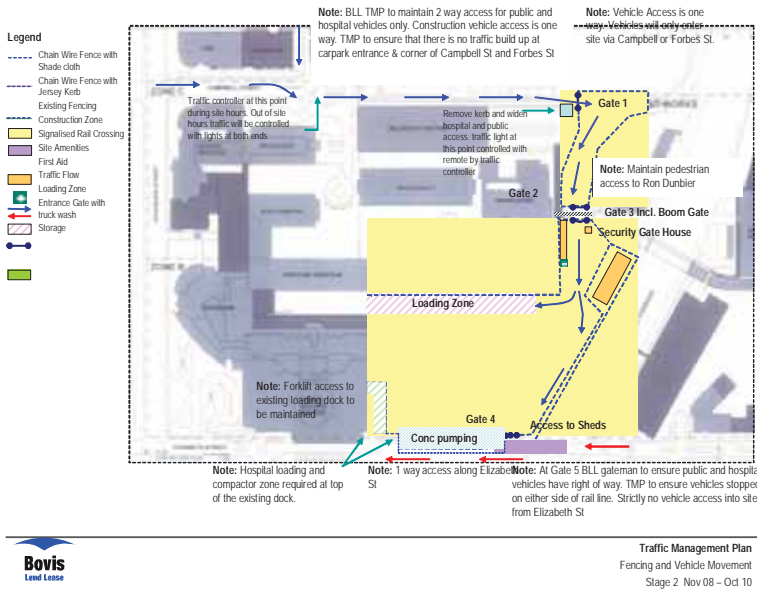 Note: BLL TMP to maintain 2 way access for public and
hospital vehicles only. Construction vehicle access is one
way. TMP to ensure that there is no traffic build up at
carpark entrance & corner of Campbell St and Forbes St
Note: Vehicle Access is one
way. Vehicles will only enter
site via Campbell or Forbes St.
Legend
Chain Wire Fence with
Shade cloth
Chain Wire Fence with
Jersey Kerb
Existing Fencing
Construction Zone
Signalised Rail Crossing
Site Amenities
First Aid
Traffic Flow
Loading Zone
Entrance Gate with
truck wash
Storage
Traffic controller at this point
during site hours. Out of site
hours traffic will be controlled
with lights at both ends
Remove kerb and widen
hospital and public
access. traffic light at
this point controlled with
remote by traffic
controller
Gate 1
Note: Maintain pedestrian
access to Ron Dunbier
Gate 2
Gate 3 Incl. Boom Gate
Security Gate House
Loading Zone
Note: Forklift access to
existing loading dock to
be maintained
Gate 4
Access to Sheds
Conc pumping
Note: Hospital loading and
compactor zone required at top
of the existing dock.
Note: 1 way access along Elizabeth
St
Note: At Gate 5 BLL gateman to ensure public and hospita
vehicles have right of way. TMP to ensure vehicles stopped
on either side of rail line. Strictly no vehicle access into site
from Elizabeth St
Bovis
Lend Lease
Traffic Management Plan
Fencing and Vehicle Movement
Stage 2 Nov 08 – Oct 10